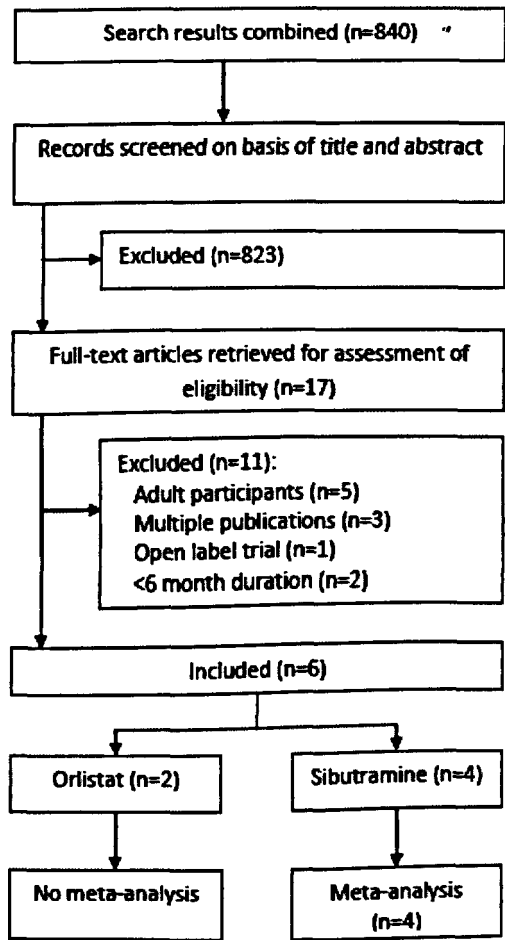 Search results combined (n=840)
Records screened on basis of title and abstract
Excluded (n=823)
Full-text articles retrieved for assessment of
eligibility (n=17)
Excluded (n=11):
Adult participants (n=5)
Multiple publications (n=3)
Open label trial (n=1)
<6 month duration (n=2)
Included (n=6)
Orlistat (n=2)
Sibutramine (n=4)
No meta-analysis
Meta-analysis
(n=4)